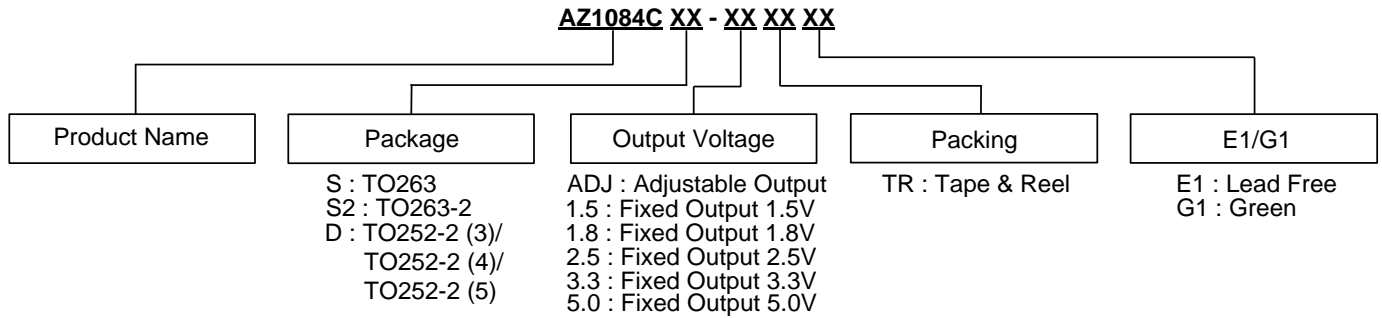 AZ1084C XX - XX XX XX
Product Name
Package
Output Voltage
Packing
E1/G1
S : TO263
S2 : TO263-2
D : TO252-2 (3)/
TO252-2 (4)/
TO252-2 (5)
ADJ : Adjustable Output
1.5 : Fixed Output 1.5V
1.8 : Fixed Output 1.8V
2.5 : Fixed Output 2.5V
3.3 : Fixed Output 3.3V
5.0 : Fixed Output 5.0V
TR : Tape & Reel
E1 : Lead Free
G1 : Green